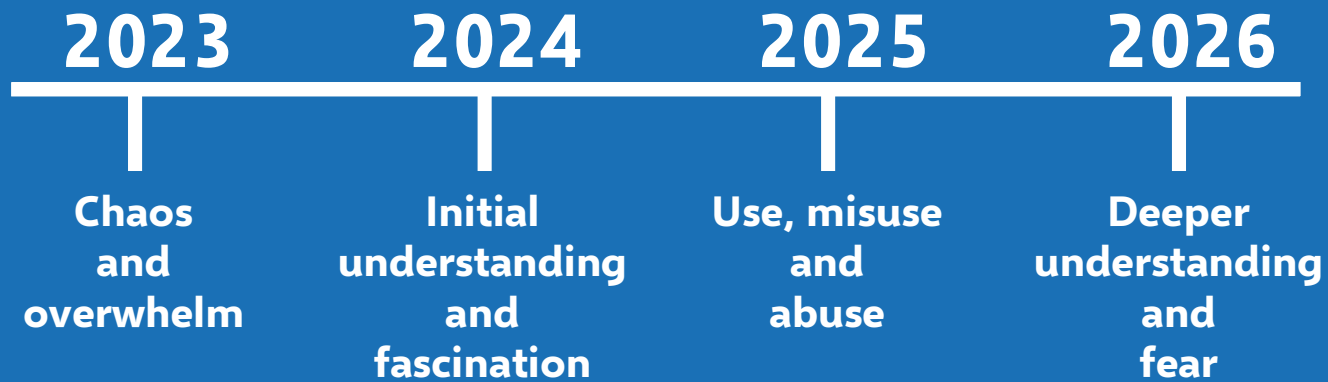 2023
Chaos
and
overwhelm
2024
Initial
understanding
and
fascination
2025
Use, misuse
and
abuse
2026
Deeper
understanding
and
fear